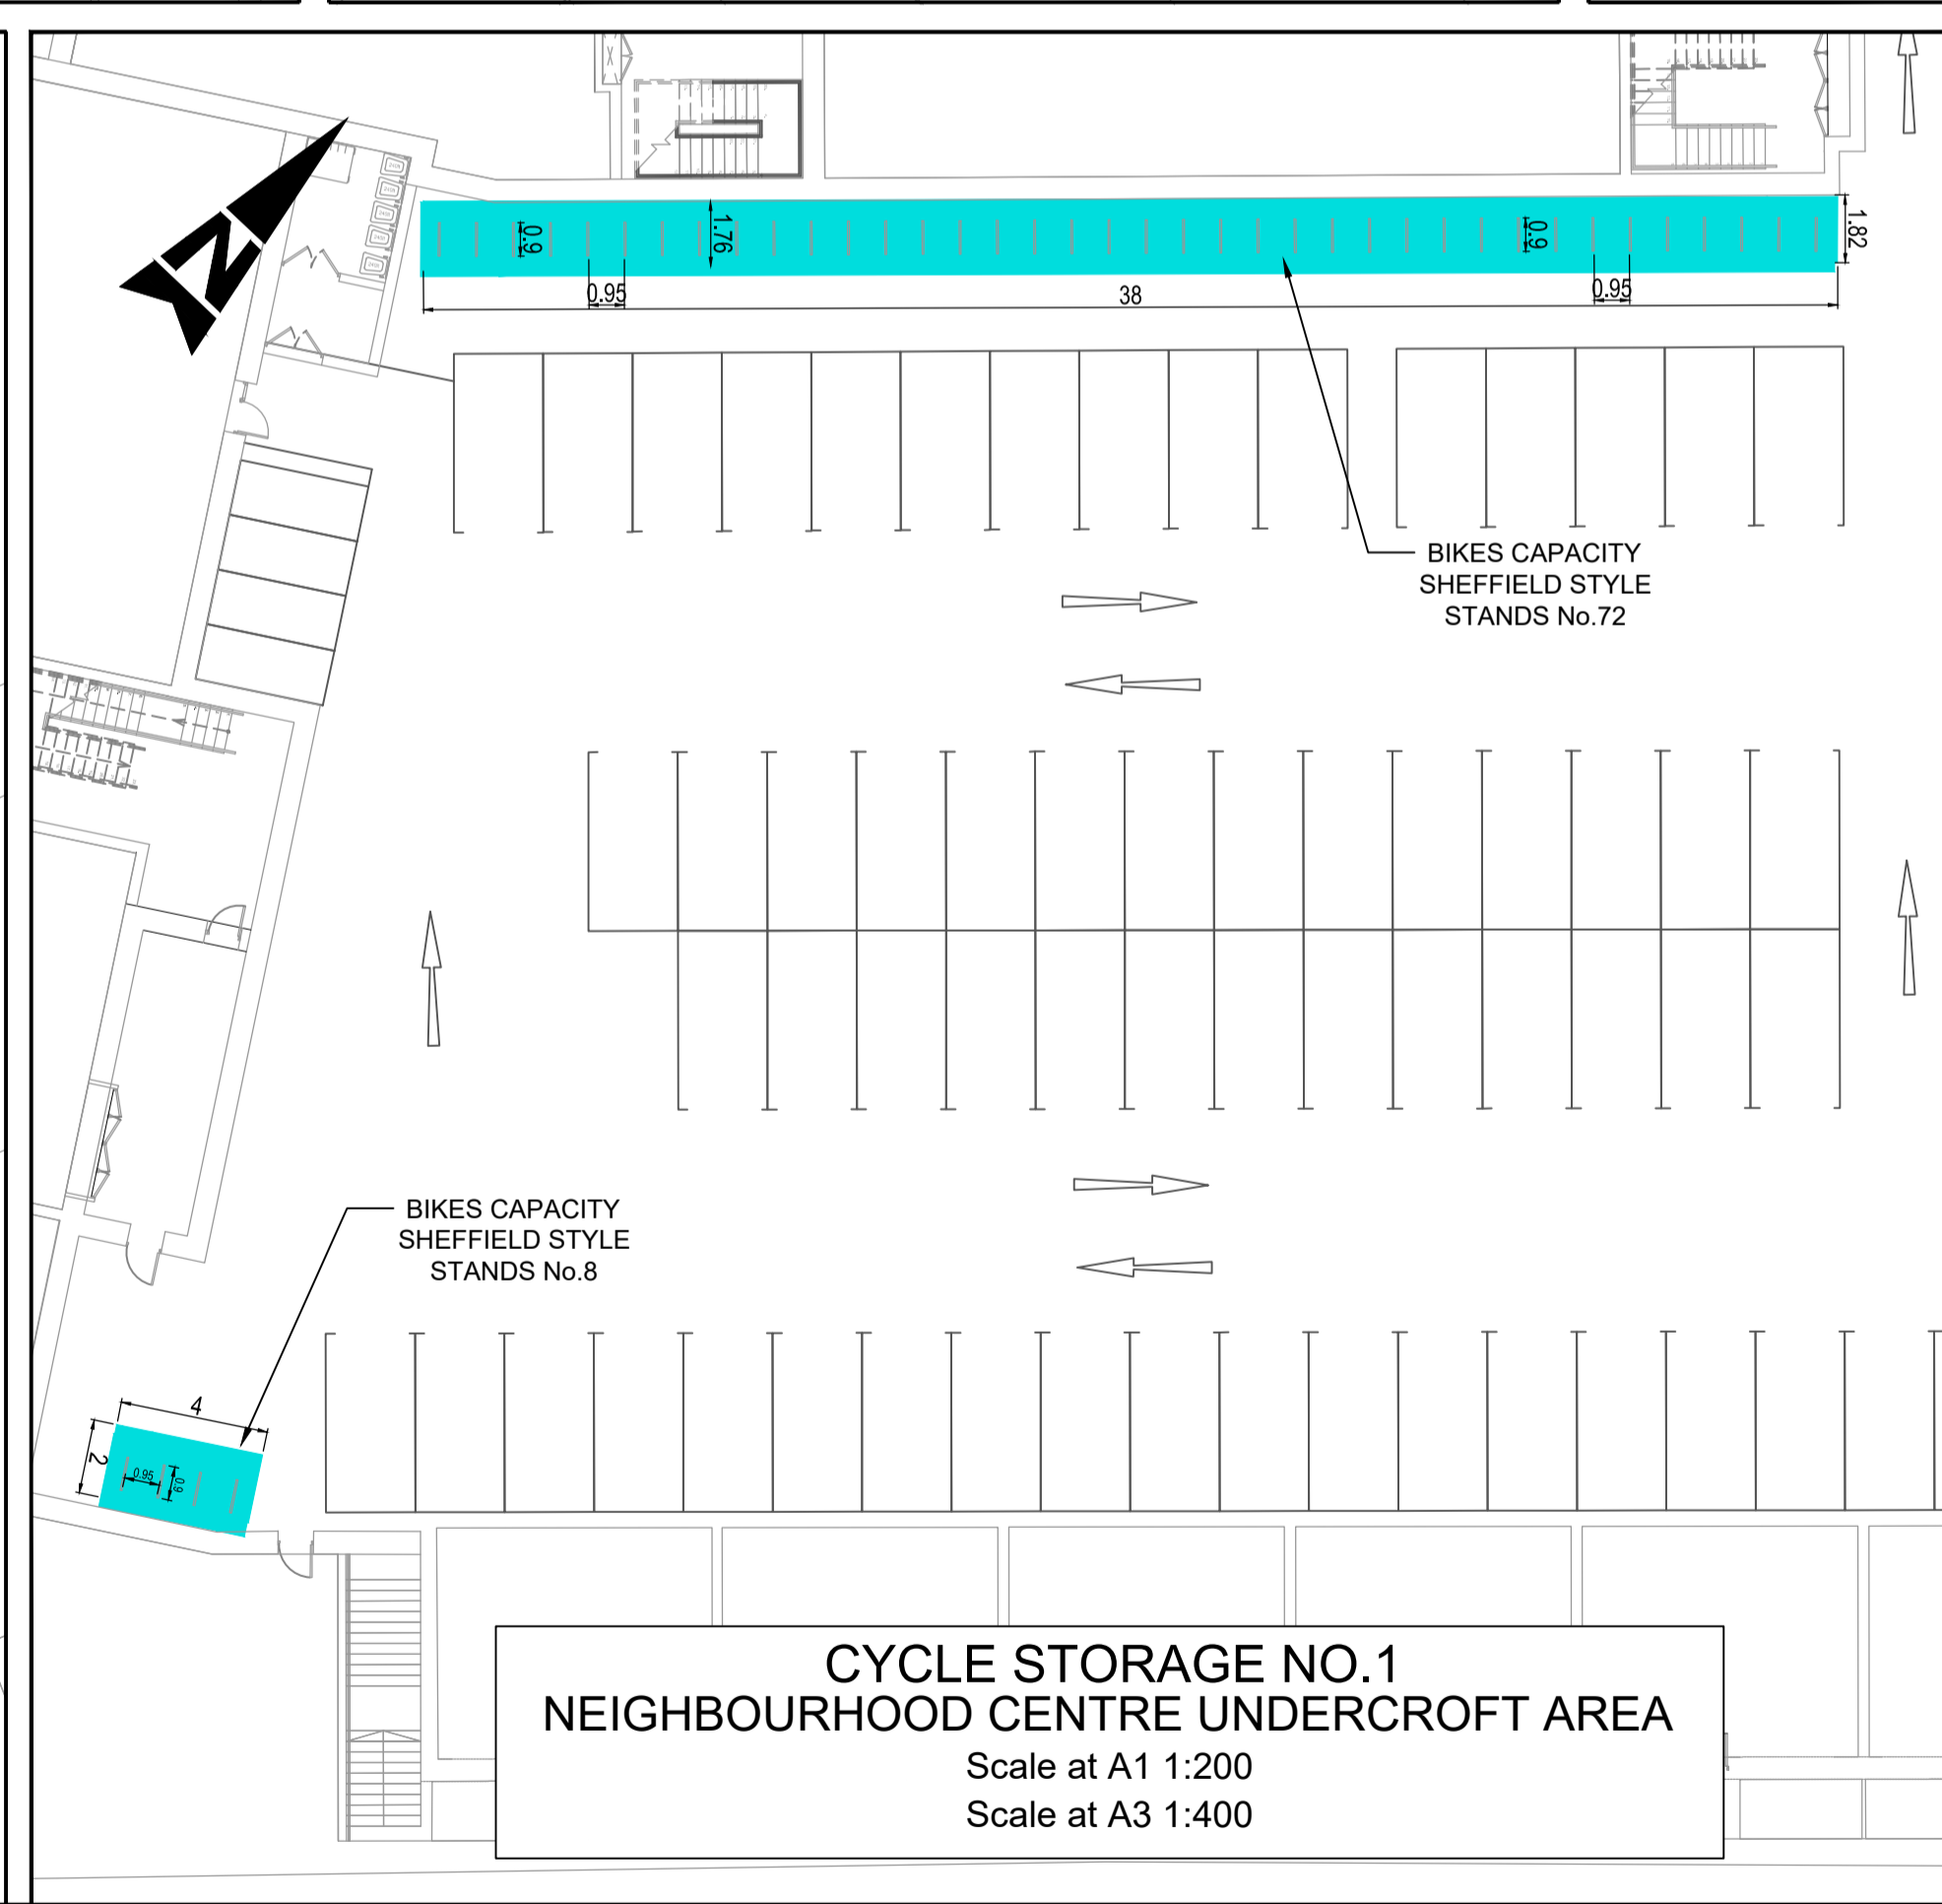 N
1.76
0.9
0.9
1.82
0.95
38
0.95
BIKES CAPACITY
SHEFFIELD STYLE
STANDS No.72
BIKES CAPACITY
SHEFFIELD STYLE
STANDS No.8
4
2
0.95
0.9
CYCLE STORAGE NO.1
NEIGHBOURHOOD CENTRE UNDERCROFT AREA
Scale at A1 1:200
Scale at A3 1:400